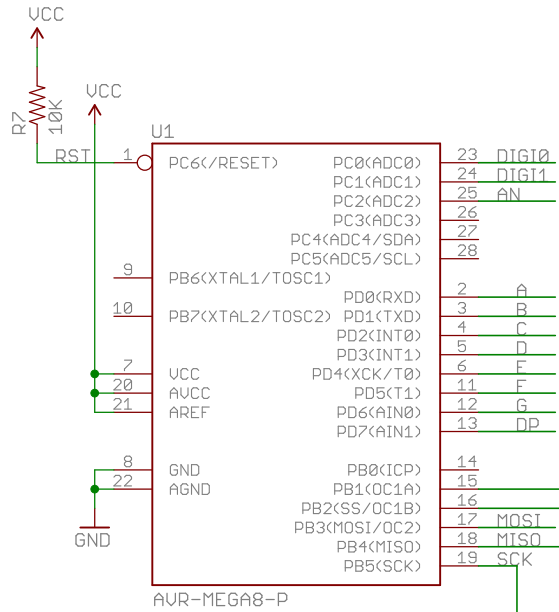 VCC
R7
10K
VCC
U1
RST 1 PC6(/RESET) PC0(ADC0) 23 DIGI0
PC1(ADC1) 24 DIGI1
PC2(ADC2) 25 AN
PC3(ADC3) 26
PC4(ADC4/SDA) 27
PC5(ADC5/SCL) 28
9 PB6(XTAL1/TOSC1)
PD0(RXD) 2 A
10 PB7(XTAL2/TOSC2) PD1(TXD) 3 B
PD2(INT0) 4 C
PD3(INT1) 5 D
7 VCC PD4(XCK/T0) 6 E
20 AVCC PD5(T1) 11 F
21 AREF PD6(AIN0) 12 G
PD7(AIN1) 13 DP
8 GND PB0(ICP) 14
22 AGND PB1(OC1A) 15
PB2(SS/OC1B) 16
PB3(MOSI/OC2) 17 MOSI
GND PB4(MISO) 18 MISO
PB5(SCK) 19 SCK
AVR-MEGA8-P